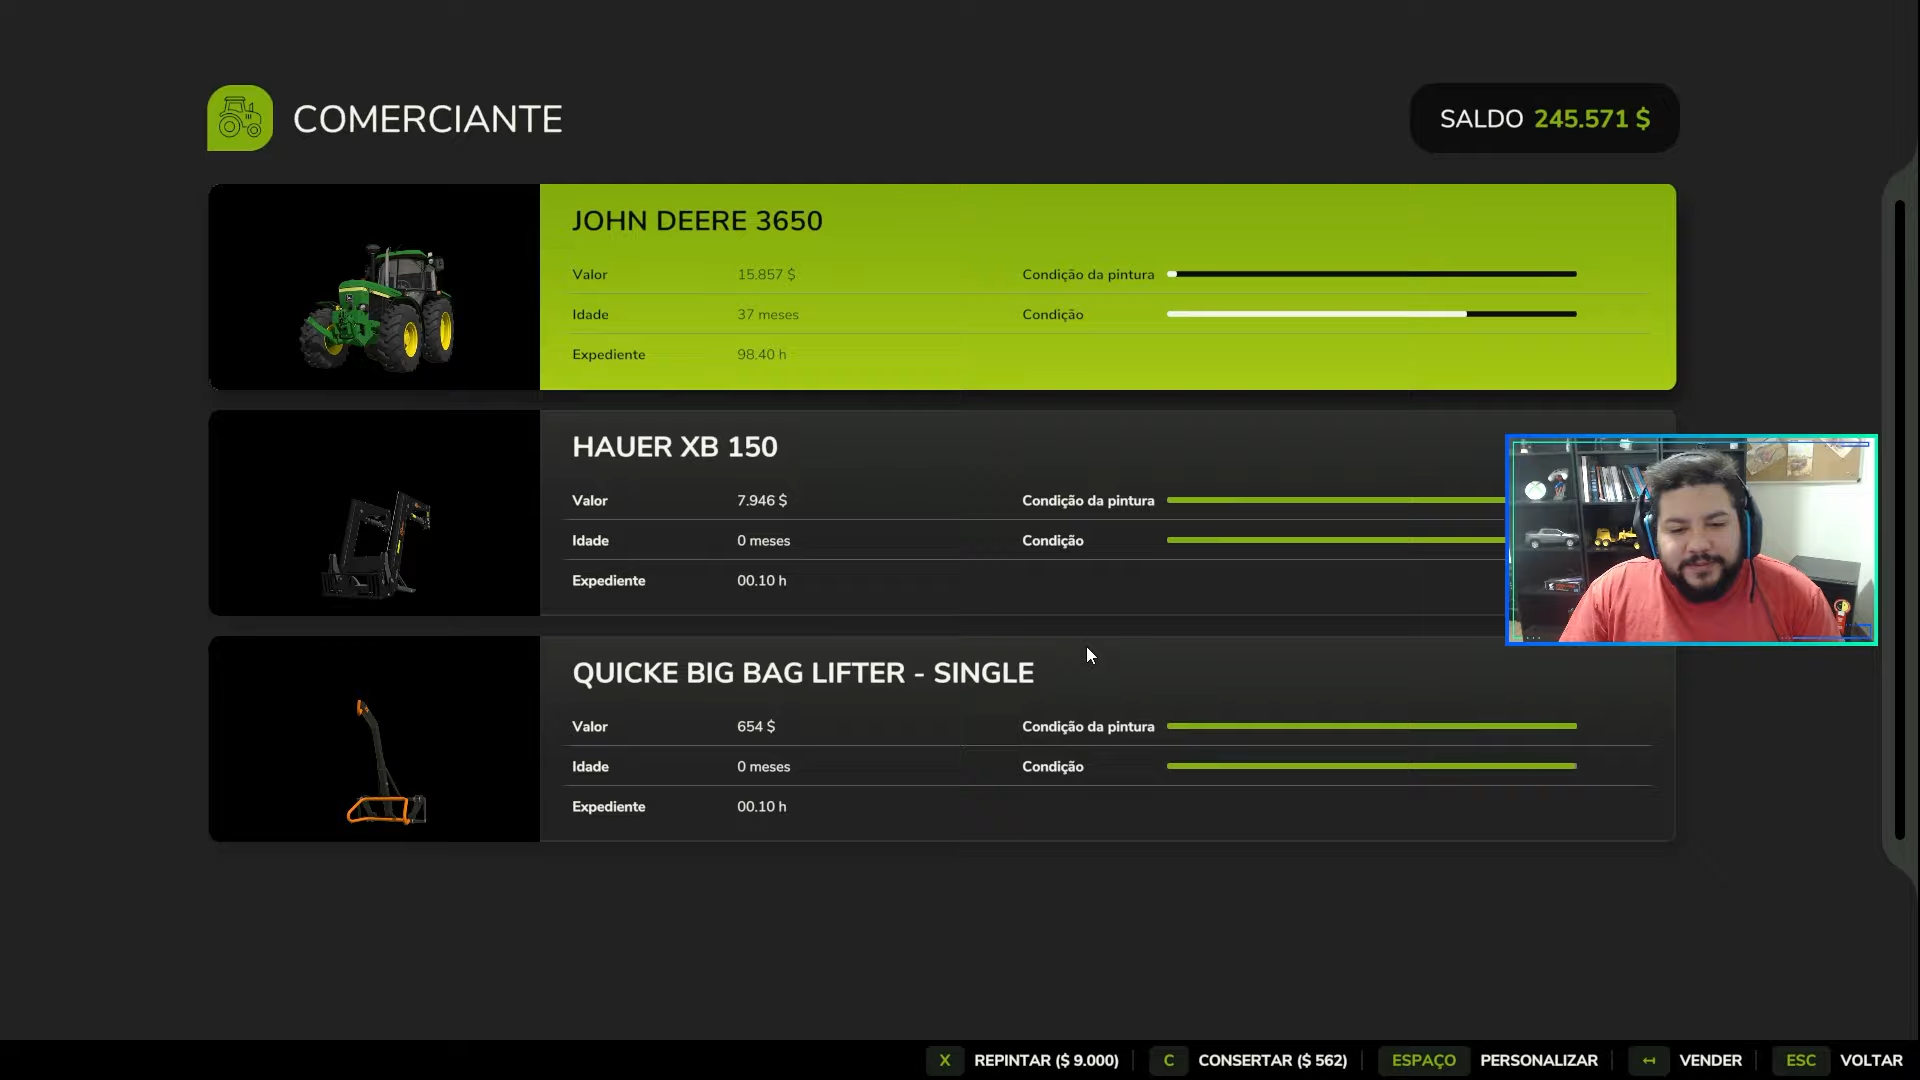 COMERCIANTE
SALDO 245.571 $
JOHN DEERE 3650
Valor 15.857 $ Condição da pintura
Idade 37 meses Condição
Expediente 98.40 h
HAUER XB 150
Valor 7.946 $ Condição da pintura
Idade 0 meses Condição
Expediente 00.10 h
QUICKE BIG BAG LIFTER - SINGLE
Valor 654 $ Condição da pintura
Idade 0 meses Condição
Expediente 00.10 h
X REPINTAR ($ 9.000) C CONSERTAR ($ 562) ESPAÇO PERSONALIZAR VENDER ESC VOLTAR